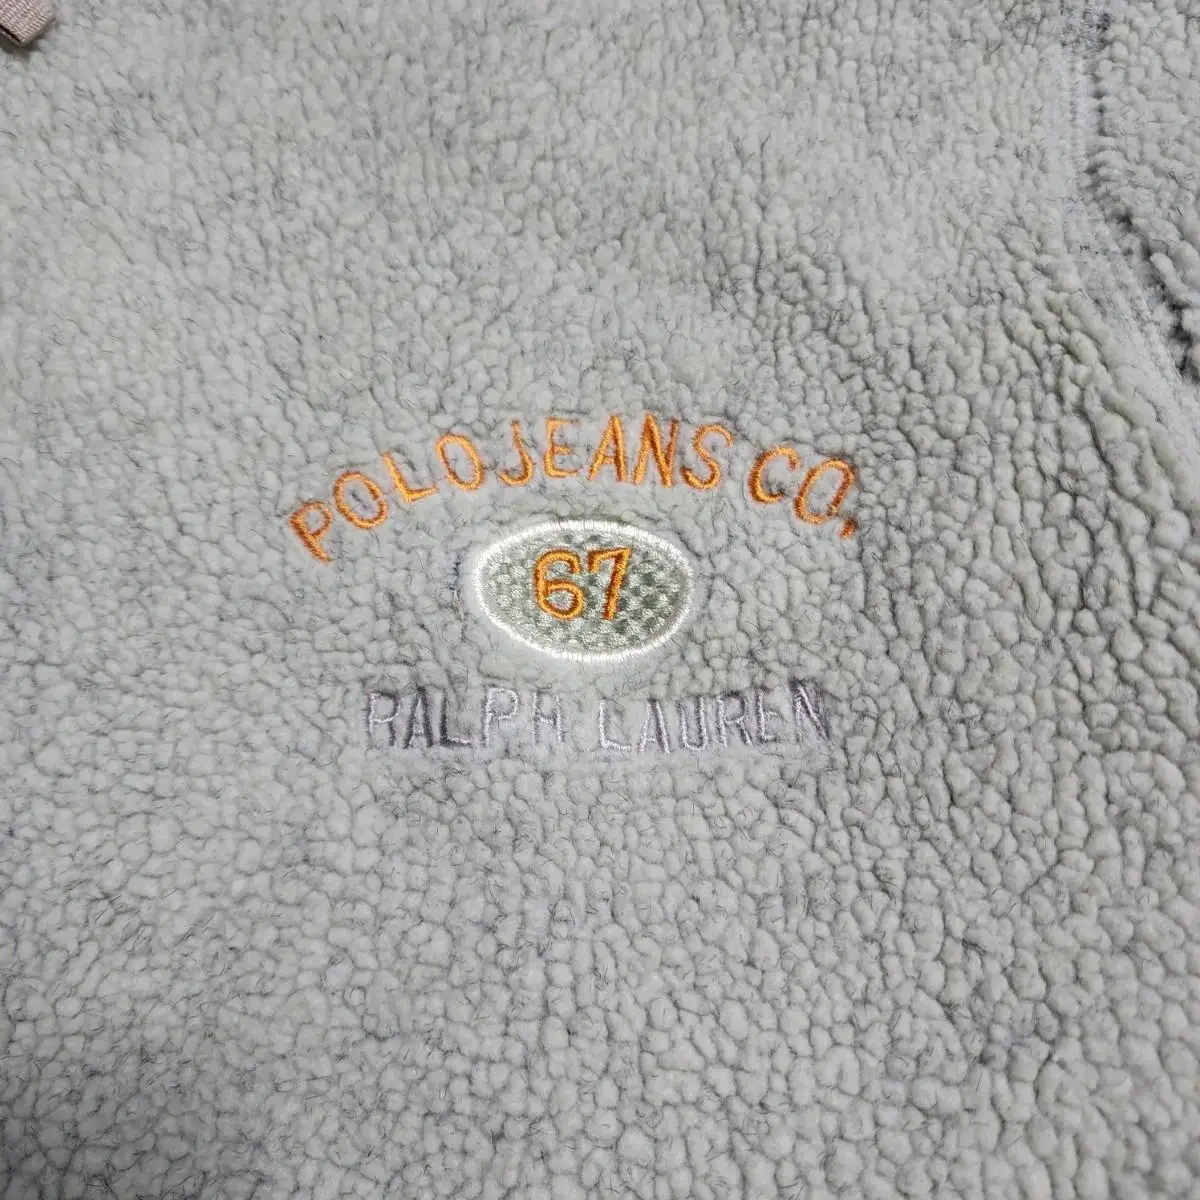 POLO JEANS CO.
67
RALPH LAUREN